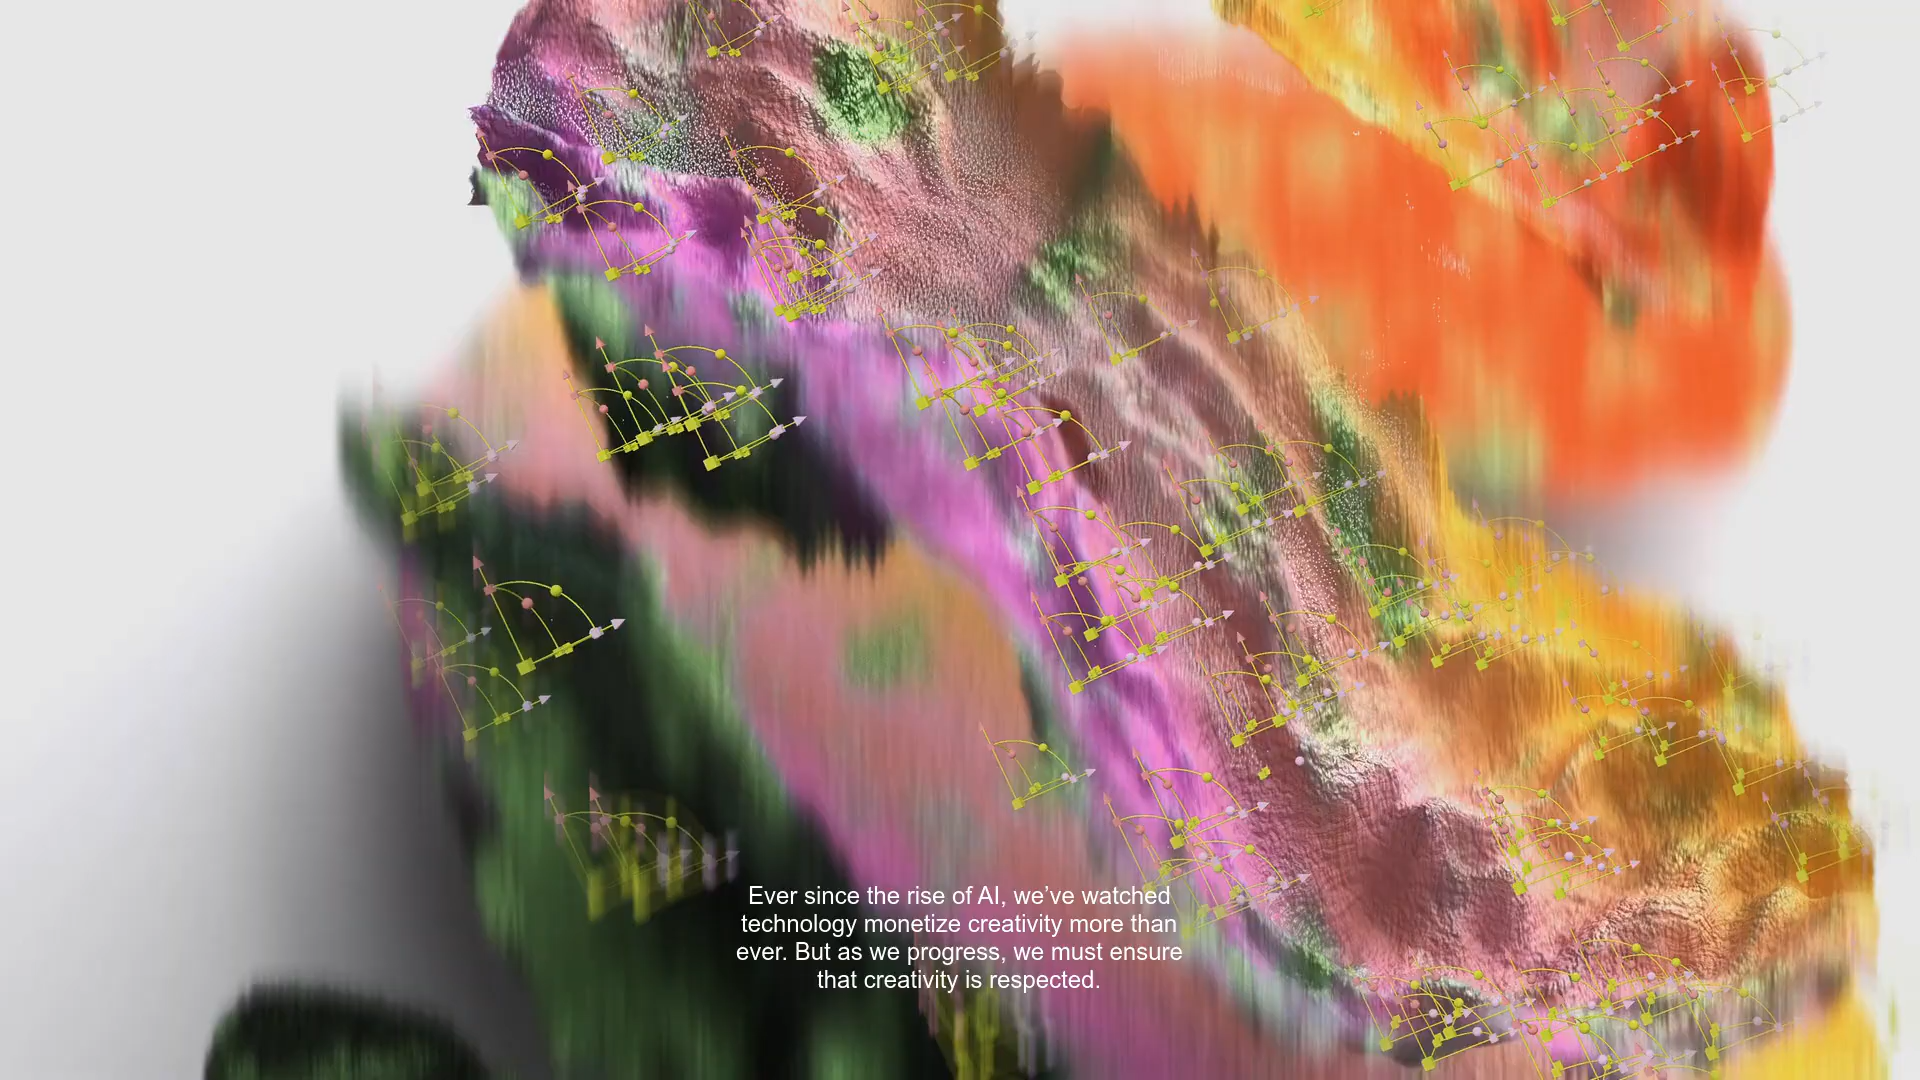 Ever since the rise of AI, we’ve watched
technology monetize creativity more than
ever. But as we progress, we must ensure
that creativity is respected.